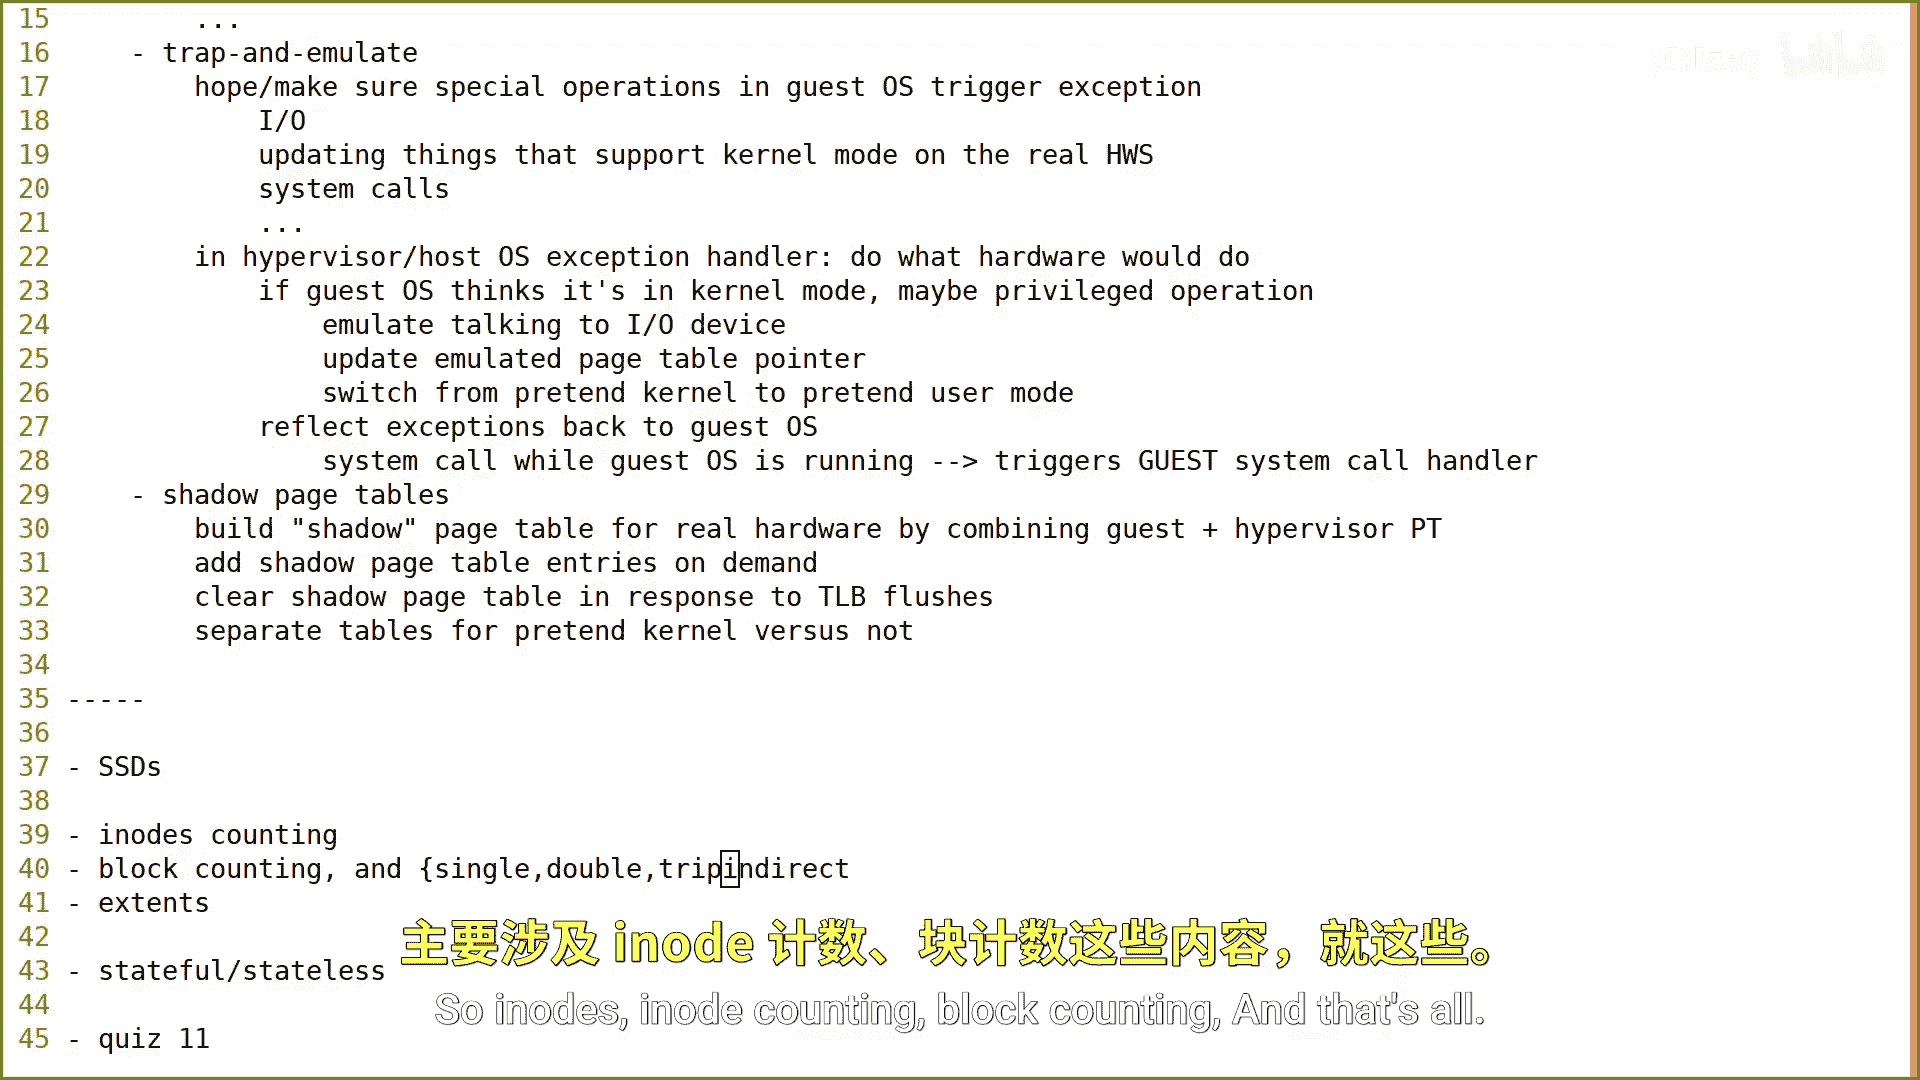 15 ...
16 - trap-and-emulate
17 hope/make sure special operations in guest OS trigger exception
18 I/O
19 updating things that support kernel mode on the real HWS
20 system calls
21 ...
22 in hypervisor/host OS exception handler: do what hardware would do
23 if guest OS thinks it's in kernel mode, maybe privileged operation
24 emulate talking to I/O device
25 update emulated page table pointer
26 switch from pretend kernel to pretend user mode
27 reflect exceptions back to guest OS
28 system call while guest OS is running --> triggers GUEST system call handler
29 - shadow page tables
30 build "shadow" page table for real hardware by combining guest + hypervisor PT
31 add shadow page table entries on demand
32 clear shadow page table in response to TLB flushes
33 separate tables for pretend kernel versus not
34
35 -----
36
37 - SSDs
38
39 - inodes counting
40 - block counting, and {single,double,tripindirect
41 - extents
42
43 - stateful/stateless
44
45 - quiz 11
主要涉及 inode 计数、块计数这些内容，就这些。
So inodes, inode counting, block counting, And that's all.